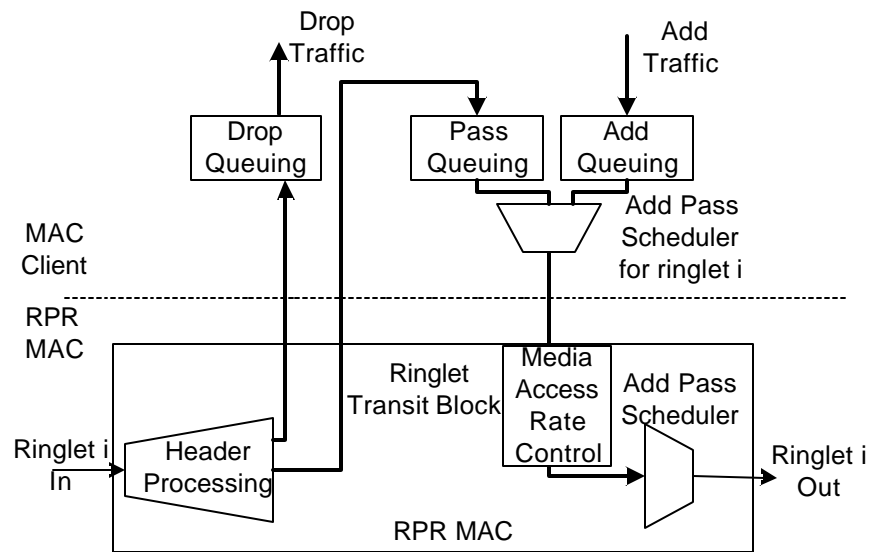 Drop
Traffic
Add
Traffic
Drop
Queuing
Pass
Queuing
Add
Queuing
Add Pass
Scheduler
for ringlet i
MAC
Client
RPR
MAC
Ringlet
Transit Block
Media
Access
Rate
Control
Add Pass
Scheduler
Ringlet i
In
Header
Processing
Ringlet i
Out
RPR MAC